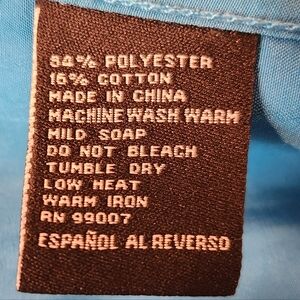 84% POLYESTER
16% COTTON
MADE IN CHINA
MACHINE WASH WARM
MILD SOAP
DO NOT BLEACH
TUMBLE DRY
LOW HEAT
WARM IRON
RN 99007
ESPAÑOL AL REVERSO